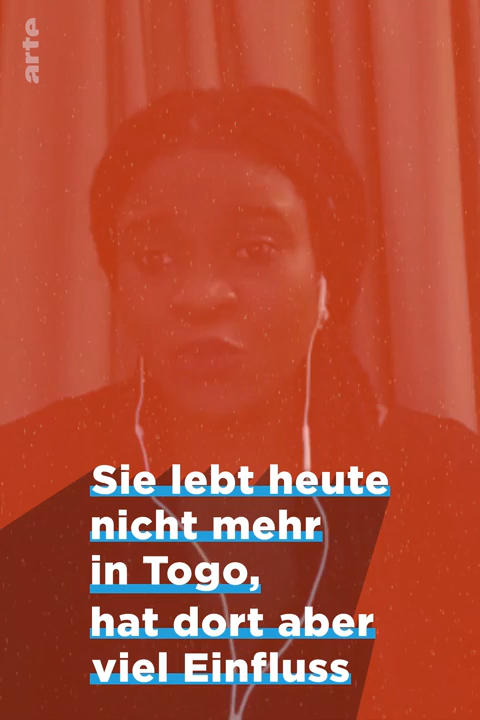 arte
Sie lebt heute
nicht mehr
in Togo,
hat dort aber
viel Einfluss